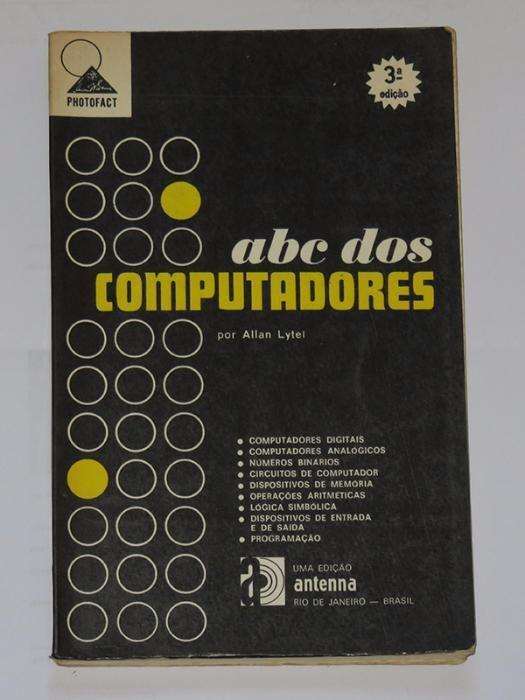 PHOTOFACT
3ª
edição
abc dos
COMPUTADORES
por Allan Lytel
• COMPUTADORES DIGITAIS
• COMPUTADORES ANALÓGICOS
• NÚMEROS BINÁRIOS
• CIRCUITOS DE COMPUTADOR
• DISPOSITIVOS DE MEMÓRIA
• OPERAÇÕES ARITMÉTICAS
• LÓGICA SIMBÓLICA
• DISPOSITIVOS DE ENTRADA
E DE SAÍDA
• PROGRAMAÇÃO
UMA EDIÇÃO
antenna
RIO DE JANEIRO — BRASIL